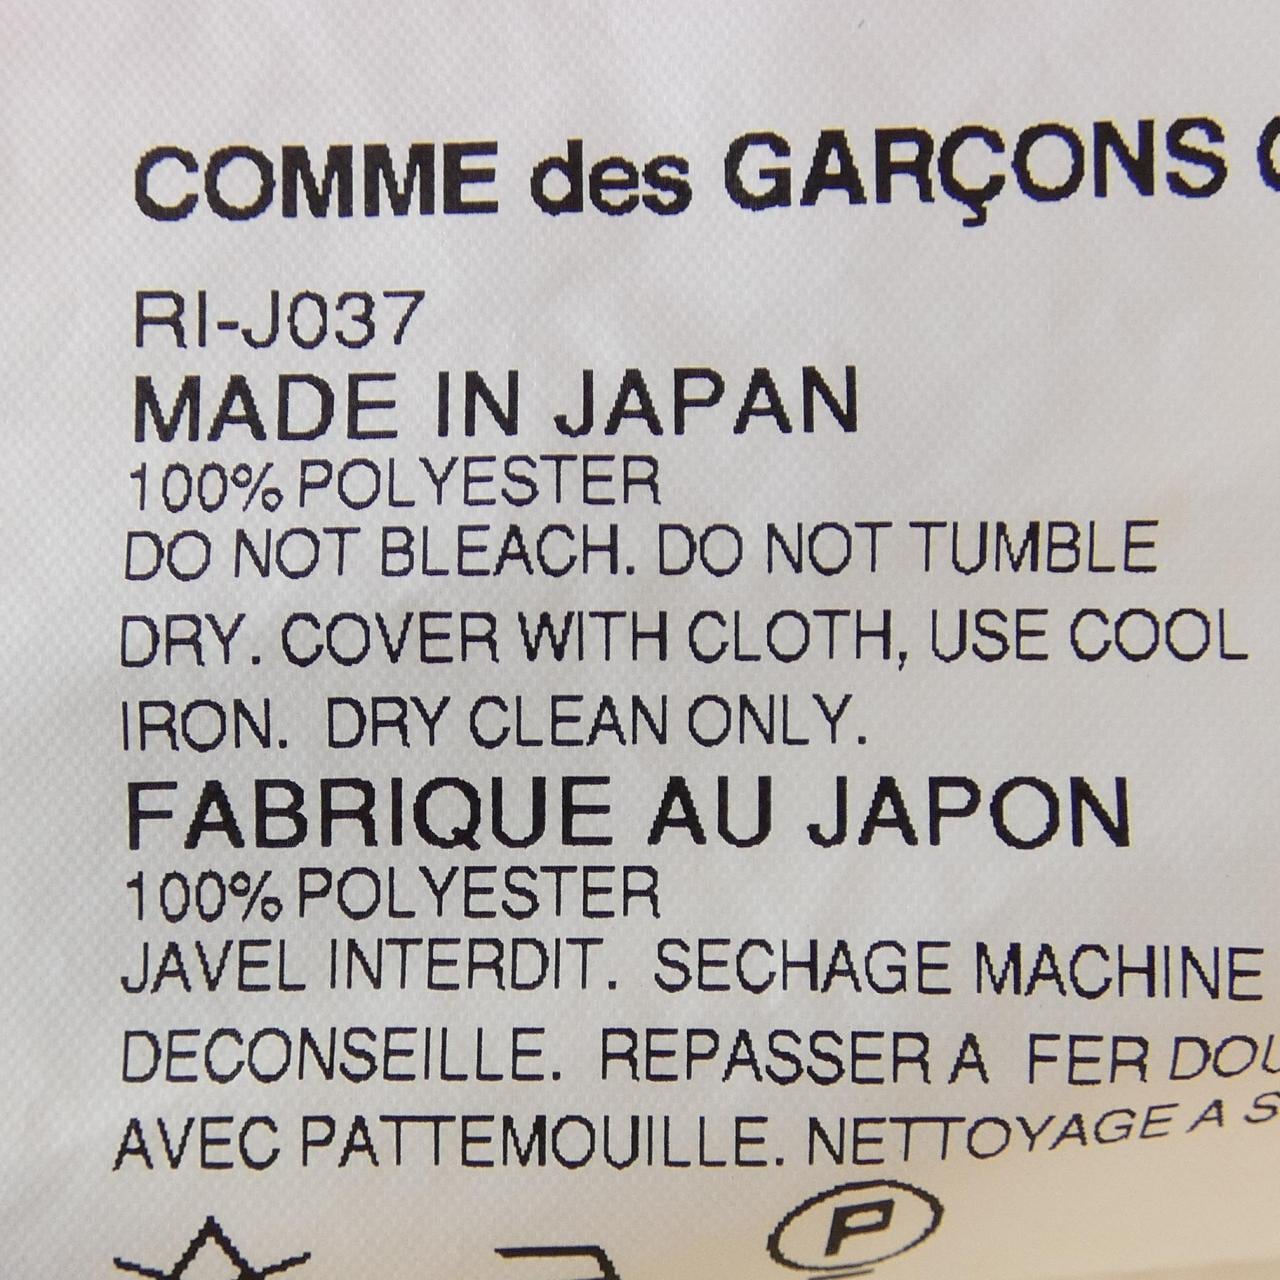 COMME des GARÇONS
RI-J037
MADE IN JAPAN
100% POLYESTER
DO NOT BLEACH. DO NOT TUMBLE
DRY. COVER WITH CLOTH, USE COOL
IRON. DRY CLEAN ONLY.
FABRIQUE AU JAPON
100% POLYESTER
JAVEL INTERDIT. SECHAGE MACHINE
DECONSEILLE. REPASSER A FER
AVEC PATTEMOUILLE. NETTOYAGE A
P